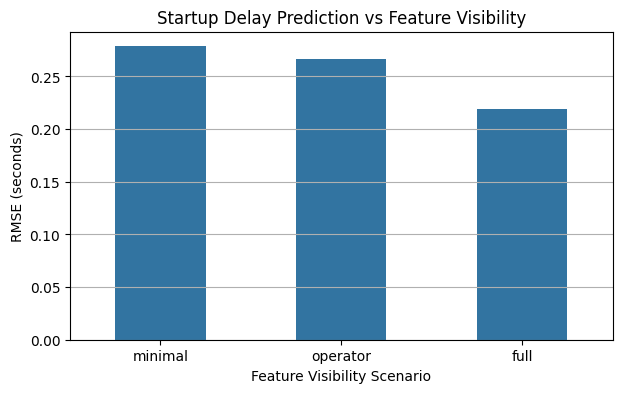 Startup Delay Prediction vs Feature Visibility
RMSE (seconds)
0.25
0.20
0.15
0.10
0.05
0.00
minimal operator full
Feature Visibility Scenario